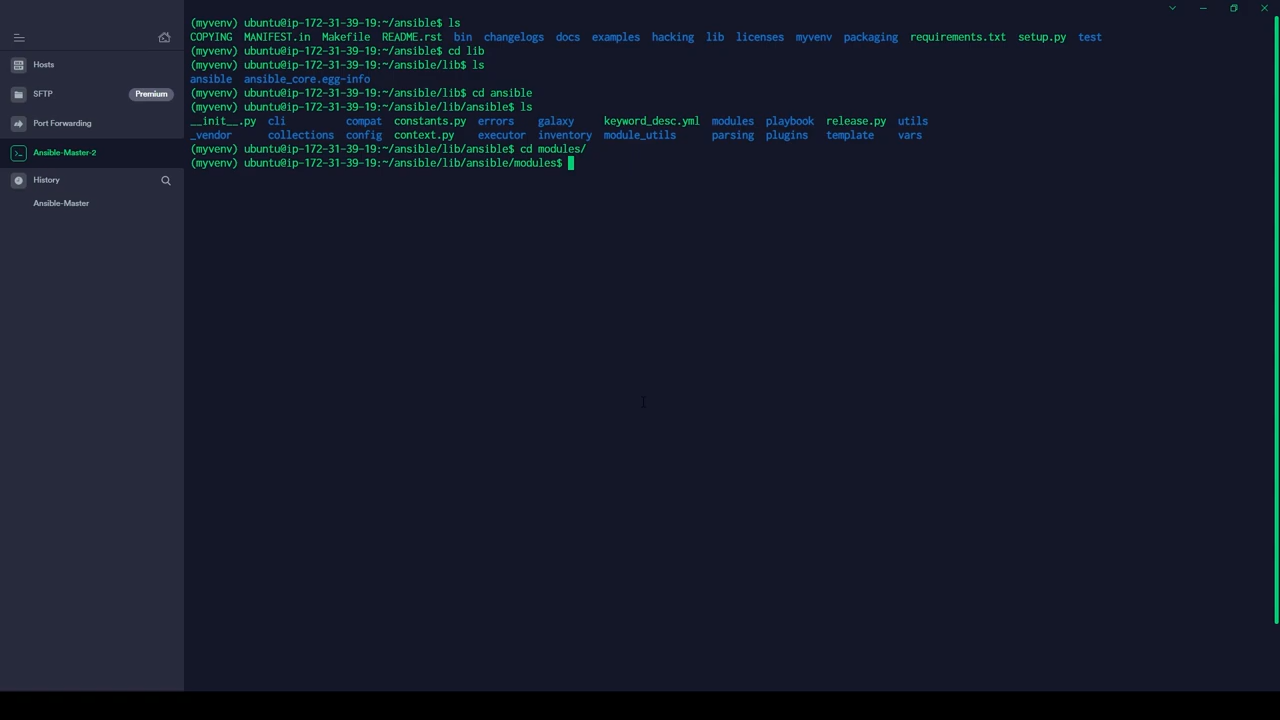 Hosts
SFTP Premium
Port Forwarding
Ansible-Master-2
History
Ansible-Master
(myvenv) ubuntu@ip-172-31-39-19:~/ansible$ ls
COPYING MANIFEST.in Makefile README.rst bin changelogs docs examples hacking lib licenses myvenv packaging requirements.txt setup.py test
(myvenv) ubuntu@ip-172-31-39-19:~/ansible$ cd lib
(myvenv) ubuntu@ip-172-31-39-19:~/ansible/lib$ ls
ansible ansible_core.egg-info
(myvenv) ubuntu@ip-172-31-39-19:~/ansible/lib$ cd ansible
(myvenv) ubuntu@ip-172-31-39-19:~/ansible/lib/ansible$ ls
__init__.py cli compat constants.py errors galaxy keyword_desc.yml modules playbook release.py utils
_vendor collections config context.py executor inventory module_utils parsing plugins template vars
(myvenv) ubuntu@ip-172-31-39-19:~/ansible/lib/ansible$ cd modules/
(myvenv) ubuntu@ip-172-31-39-19:~/ansible/lib/ansible/modules$